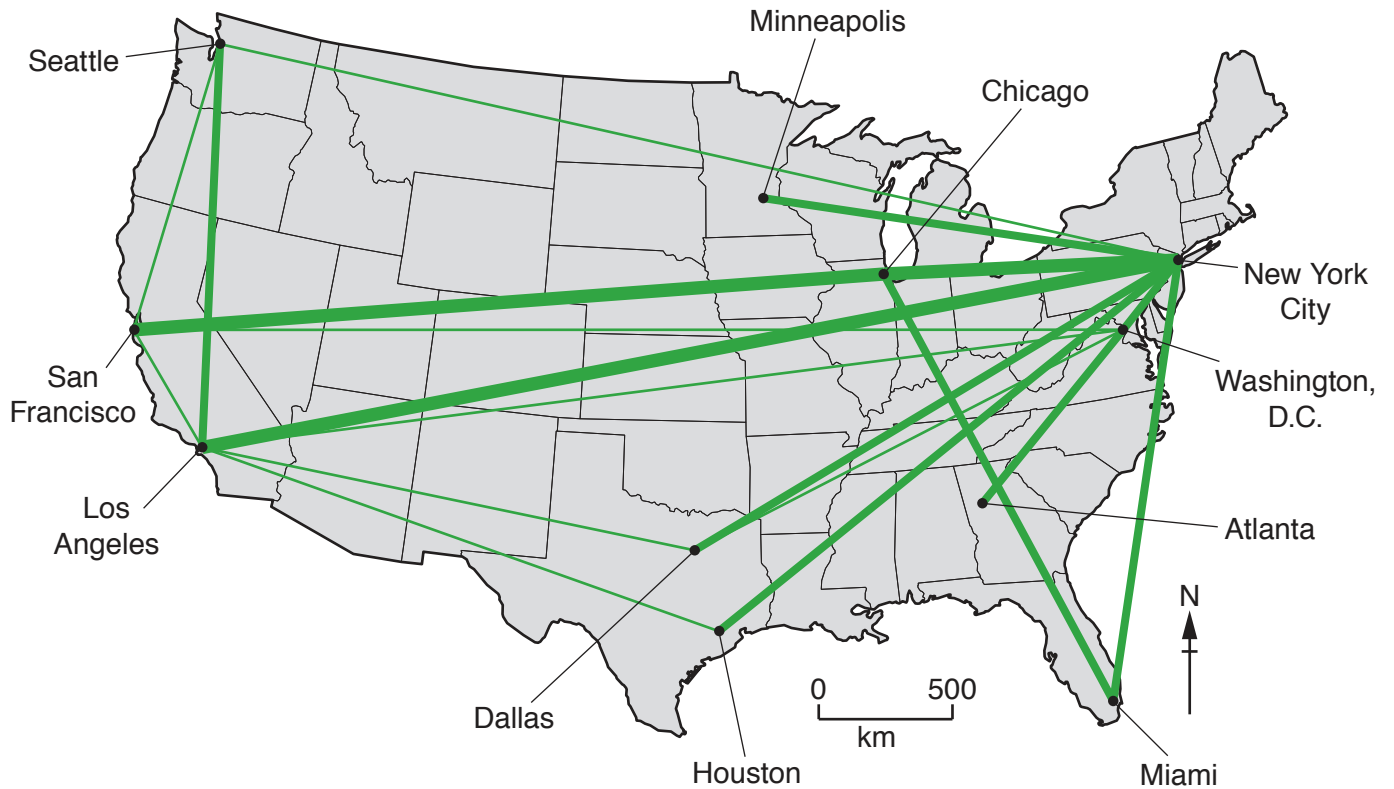 Minneapolis
Seattle
Chicago
New York
City
San
Francisco
Washington,
D.C.
Los
Angeles
Atlanta
N
0 500
km
Dallas
Houston
Miami